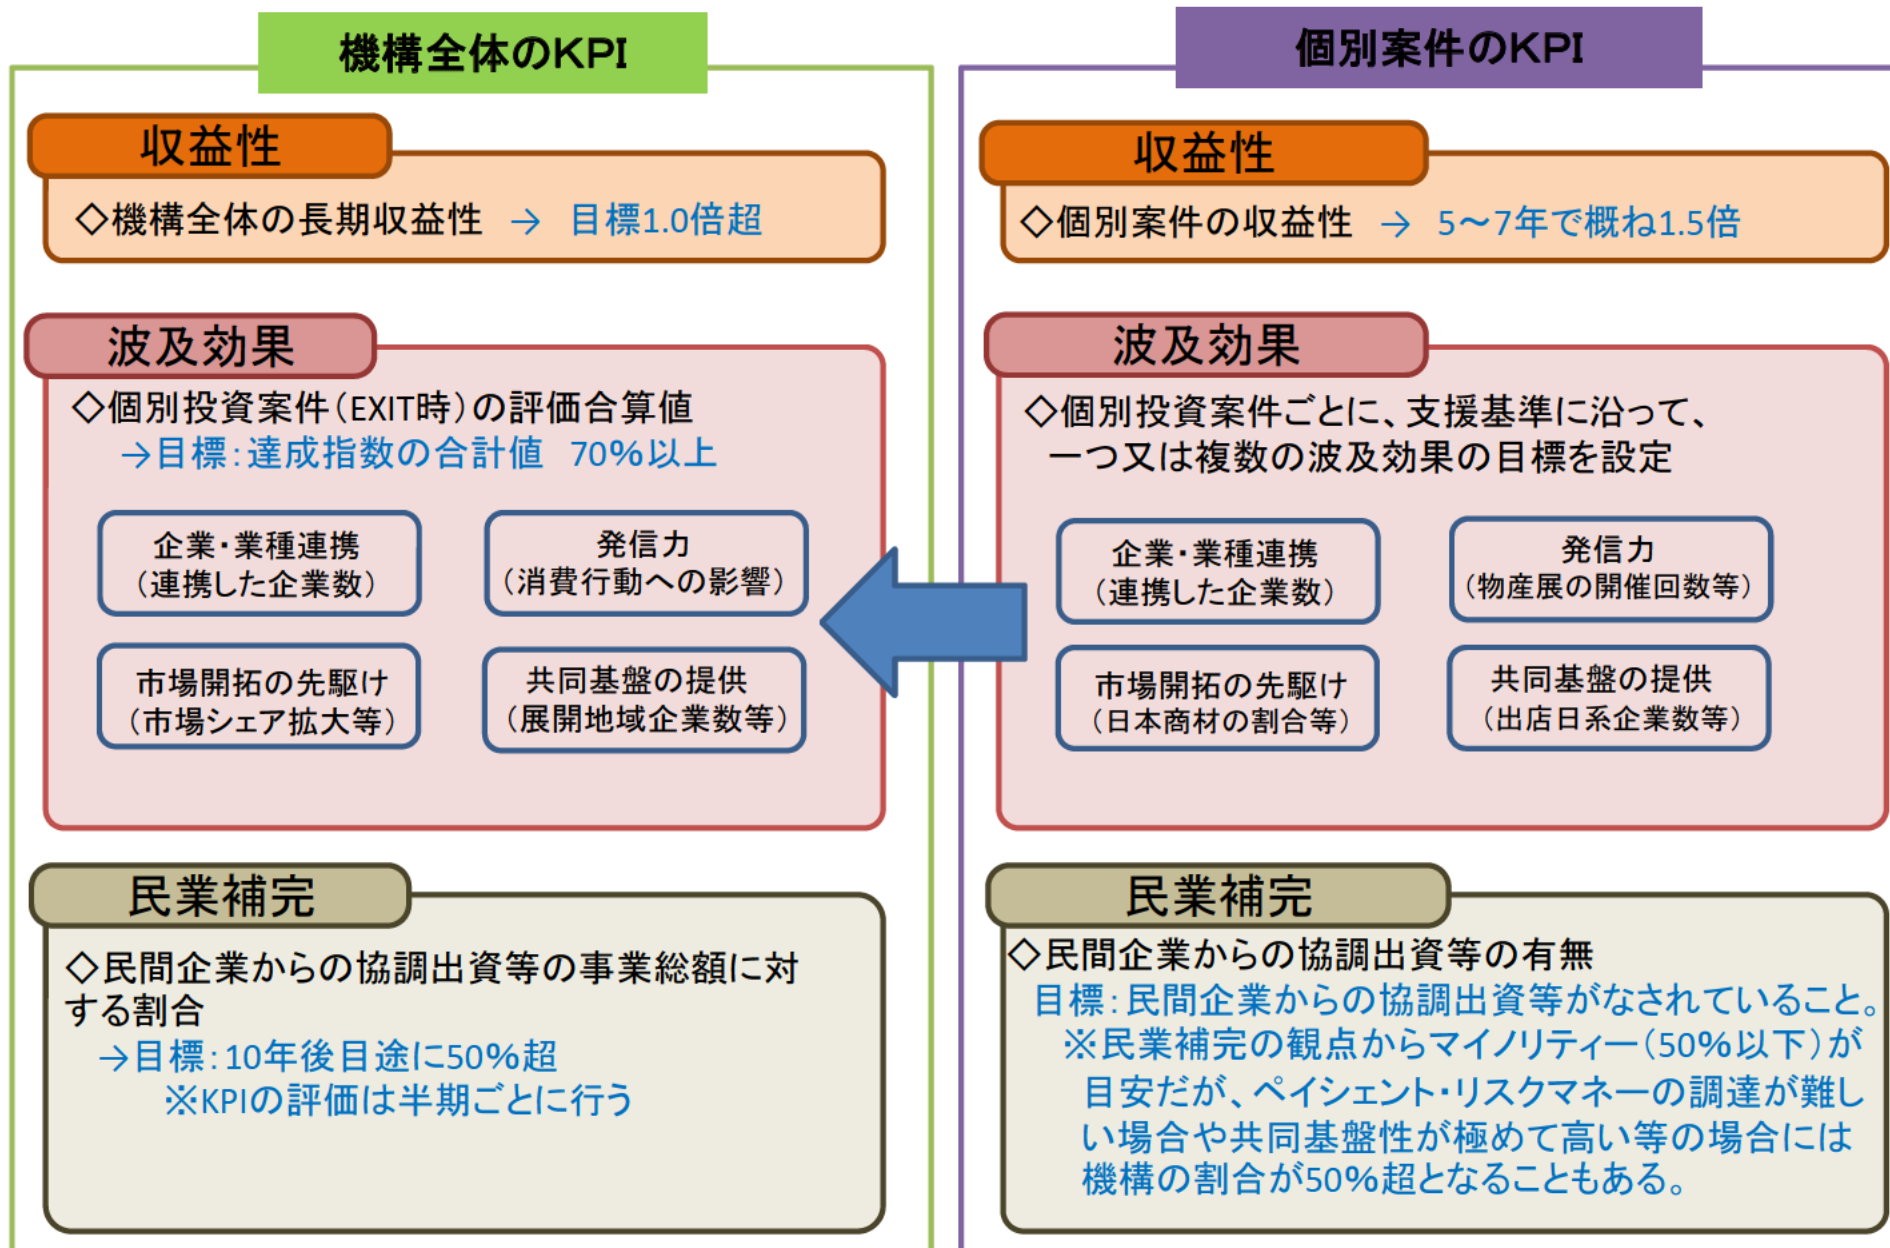 機構全体のKPI
収益性
◇機構全体の長期収益性 → 目標1.0倍超
波及効果
◇個別投資案件（EXIT時）の評価合算値
→目標：達成指数の合計値 70%以上
企業・業種連携
（連携した企業数）
発信力
（消費行動への影響）
市場開拓の先駆け
（市場シェア拡大等）
共同基盤の提供
（展開地域企業数等）
民業補完
◇民間企業からの協調出資等の事業総額に対
する割合
→目標：10年後目途に50%超
※KPIの評価は半期ごとに行う
個別案件のKPI
収益性
◇個別案件の収益性 → 5～7年で概ね1.5倍
波及効果
◇個別投資案件ごとに、支援基準に沿って、
一つ又は複数の波及効果の目標を設定
企業・業種連携
（連携した企業数）
発信力
（物産展の開催回数等）
市場開拓の先駆け
（日本商材の割合等）
共同基盤の提供
（出店日系企業数等）
民業補完
◇民間企業からの協調出資等の有無
目標：民間企業からの協調出資等がなされていること。
※民業補完の観点からマイノリティー（50%以下）が
目安だが、ペイシェント・リスクマネーの調達が難し
い場合や共同基盤性が極めて高い等の場合には
機構の割合が50%超となることもある。